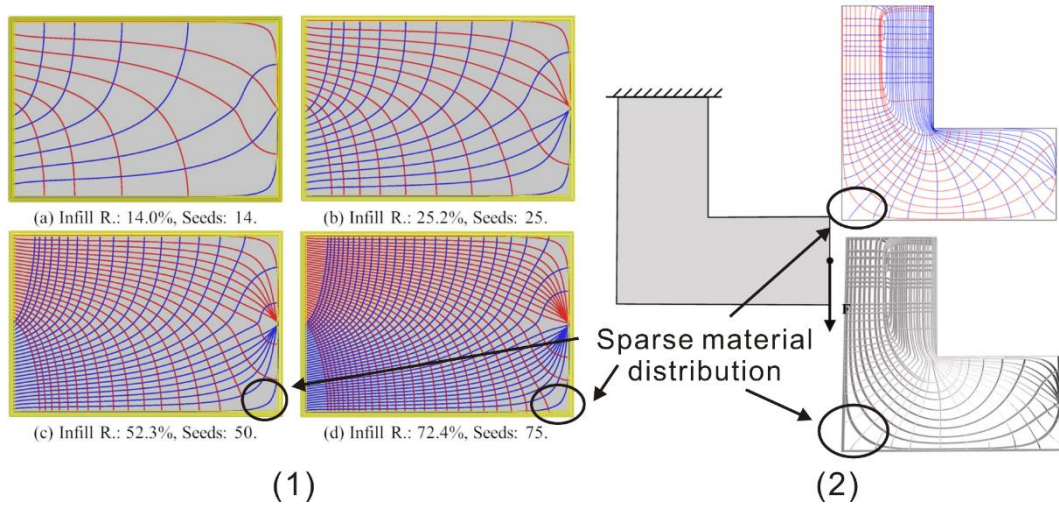 (a) Infill R.: 14.0%, Seeds: 14.
(b) Infill R.: 25.2%, Seeds: 25.
(c) Infill R.: 52.3%, Seeds: 50.
(d) Infill R.: 72.4%, Seeds: 75.
F
Sparse material
distribution
(1)
(2)